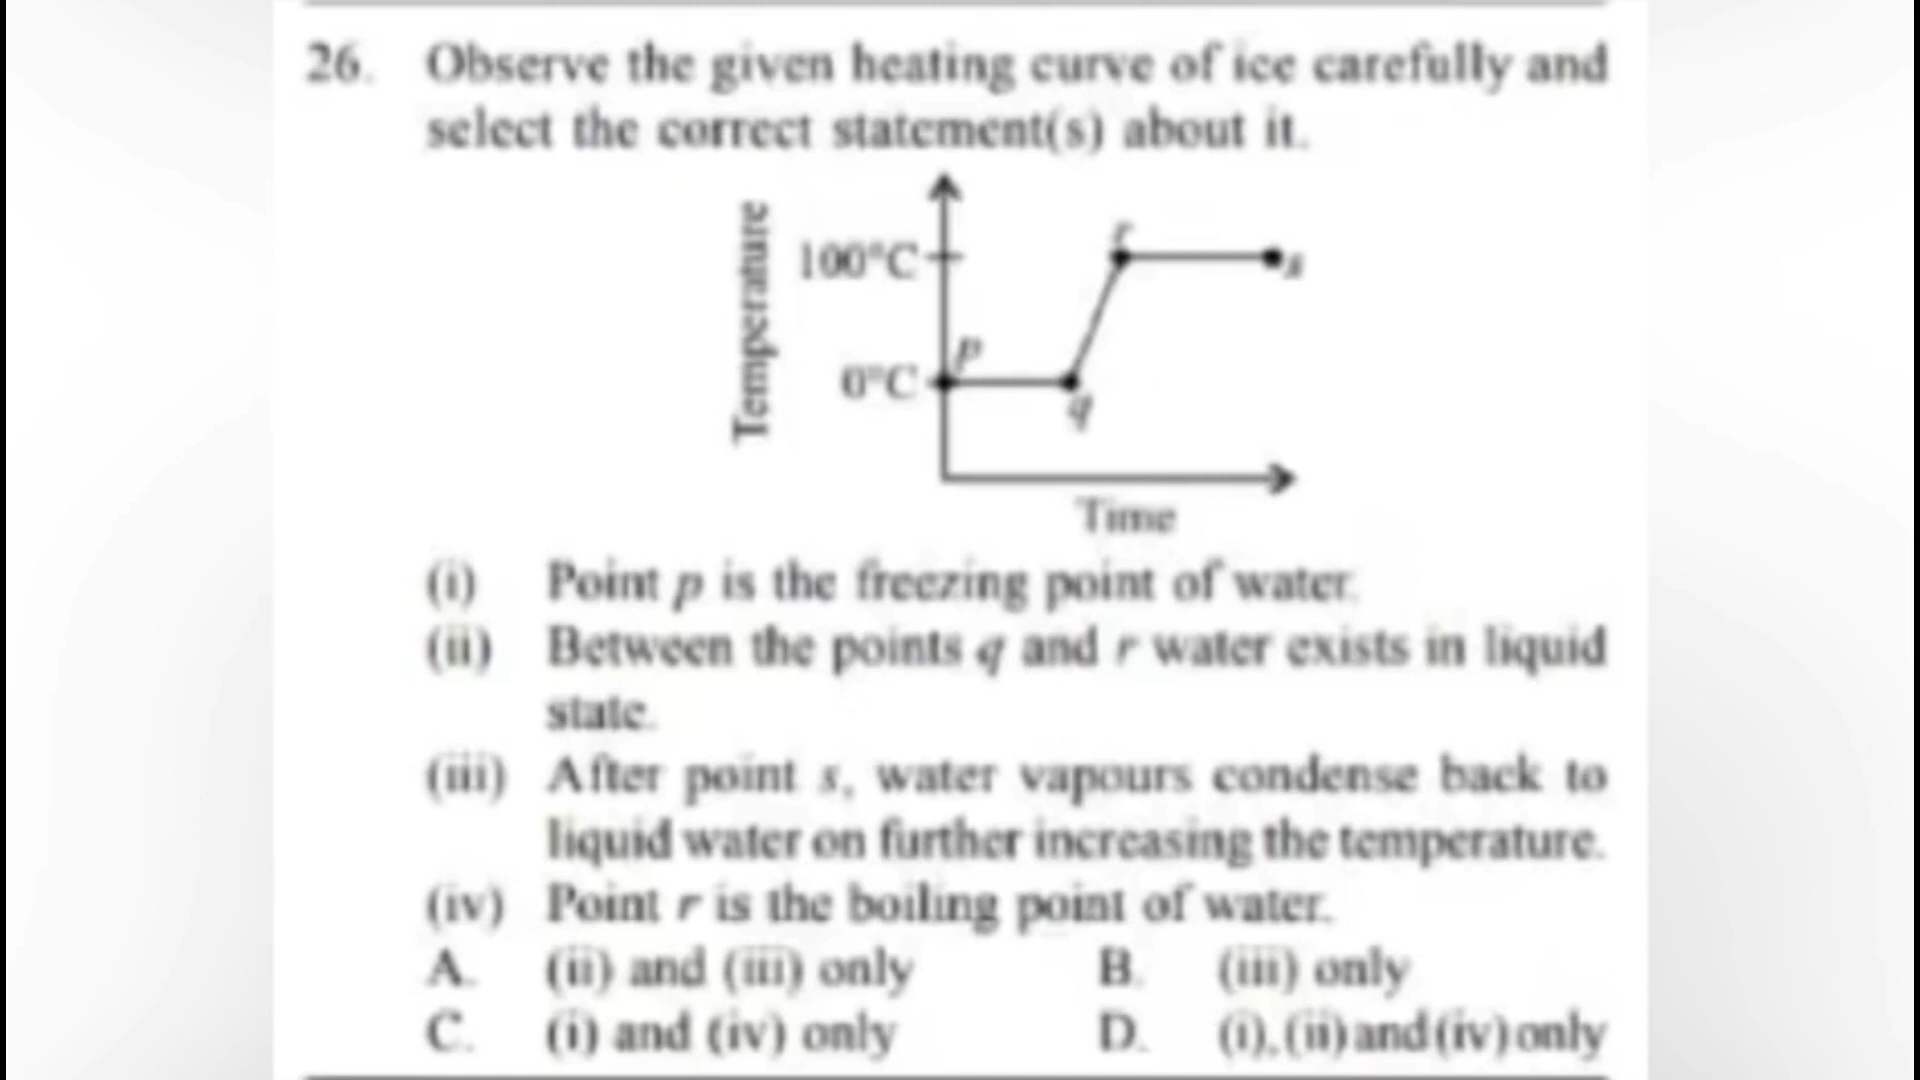 26. Observe the given heating curve of ice carefully and
select the correct statement(s) about it.
Temperature
100°C
r
s
p
0°C
q
Time
(i) Point p is the freezing point of water.
(ii) Between the points q and r water exists in liquid
state.
(iii) After point s, water vapours condense back to
liquid water on further increasing the temperature.
(iv) Point r is the boiling point of water.
A. (ii) and (iii) only B. (iii) only
C. (i) and (iv) only D. (i), (ii) and (iv) only